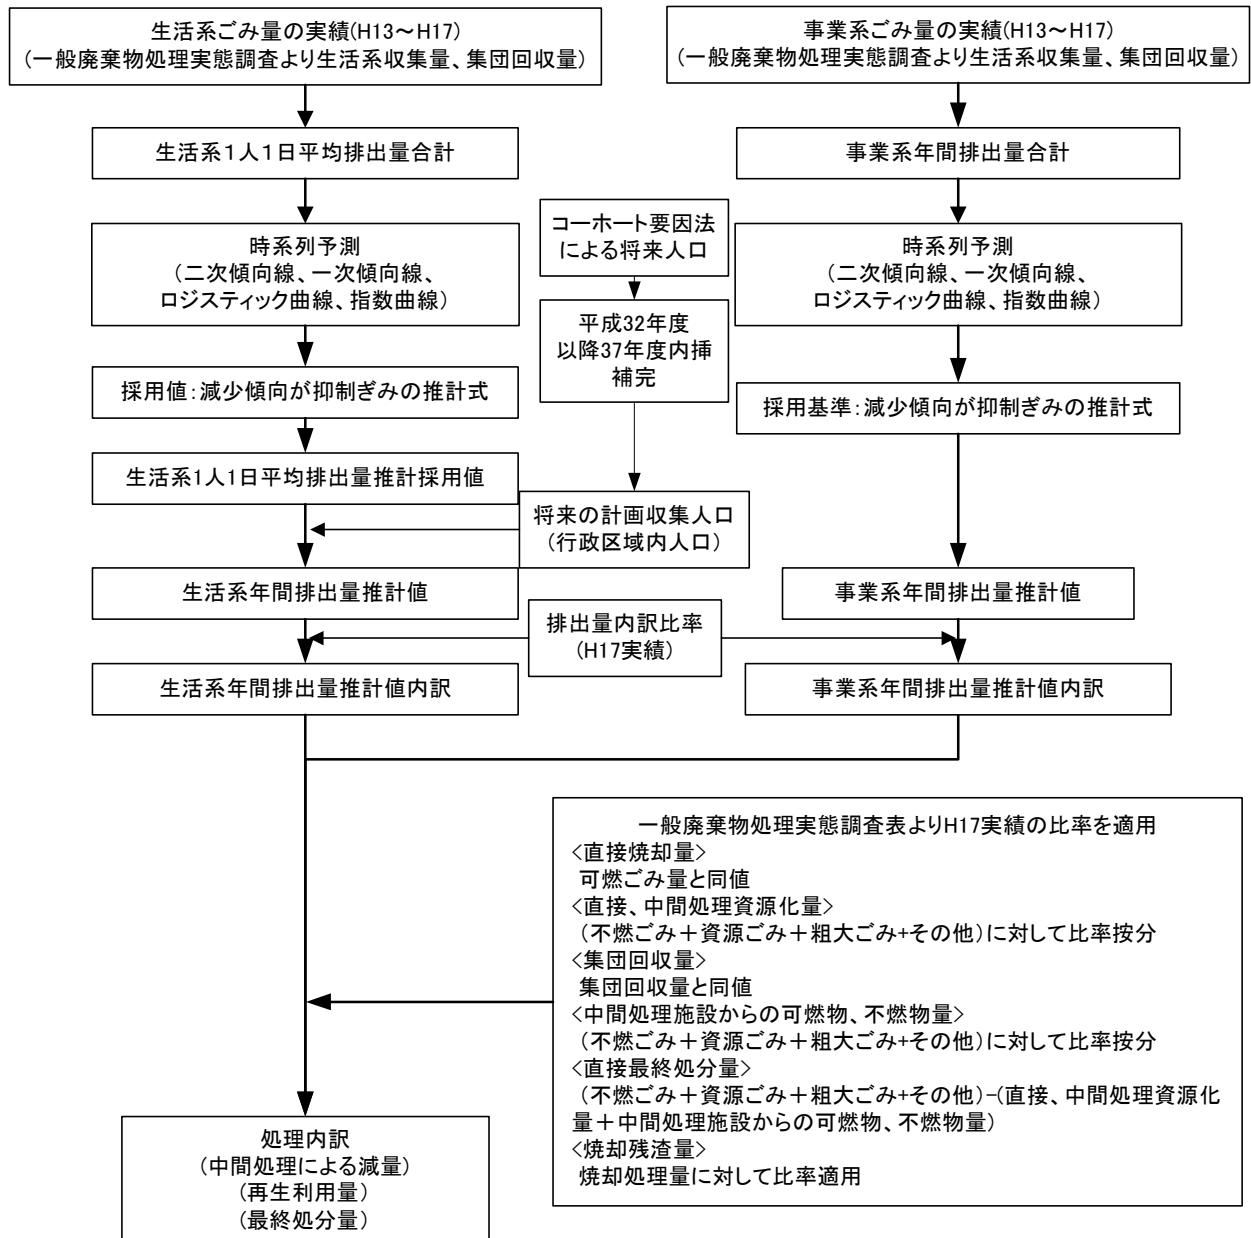 生活系ごみ量の実績(H13～H17)
(一般廃棄物処理実態調査より生活系収集量、集団回収量)
事業系ごみ量の実績(H13～H17)
(一般廃棄物処理実態調査より生活系収集量、集団回収量)
生活系1人1日平均排出量合計
事業系年間排出量合計
時系列予測
(二次傾向線、一次傾向線、
ロジスティック曲線、指数曲線)
コーホート要因法
による将来人口
時系列予測
(二次傾向線、一次傾向線、
ロジスティック曲線、指数曲線)
平成32年度
以降37年度内挿
補完
採用値:減少傾向が抑制ぎみの推計式
採用基準:減少傾向が抑制ぎみの推計式
生活系1人1日平均排出量推計採用値
将来の計画収集人口
(行政区域内人口)
生活系年間排出量推計値
事業系年間排出量推計値
排出量内訳比率
(H17実績)
生活系年間排出量推計値内訳
事業系年間排出量推計値内訳
一般廃棄物処理実態調査表よりH17実績の比率を適用
<直接焼却量>
可燃ごみ量と同値
<直接、中間処理資源化量>
(不燃ごみ+資源ごみ+粗大ごみ+その他)に対して比率按分
<集団回収量>
集団回収量と同値
<中間処理施設からの可燃物、不燃物量>
(不燃ごみ+資源ごみ+粗大ごみ+その他)に対して比率按分
<直接最終処分量>
(不燃ごみ+資源ごみ+粗大ごみ+その他)-(直接、中間処理資源化
量+中間処理施設からの可燃物、不燃物量)
<焼却残渣量>
焼却処理量に対して比率適用
処理内訳
(中間処理による減量)
(再生利用量)
(最終処分量)